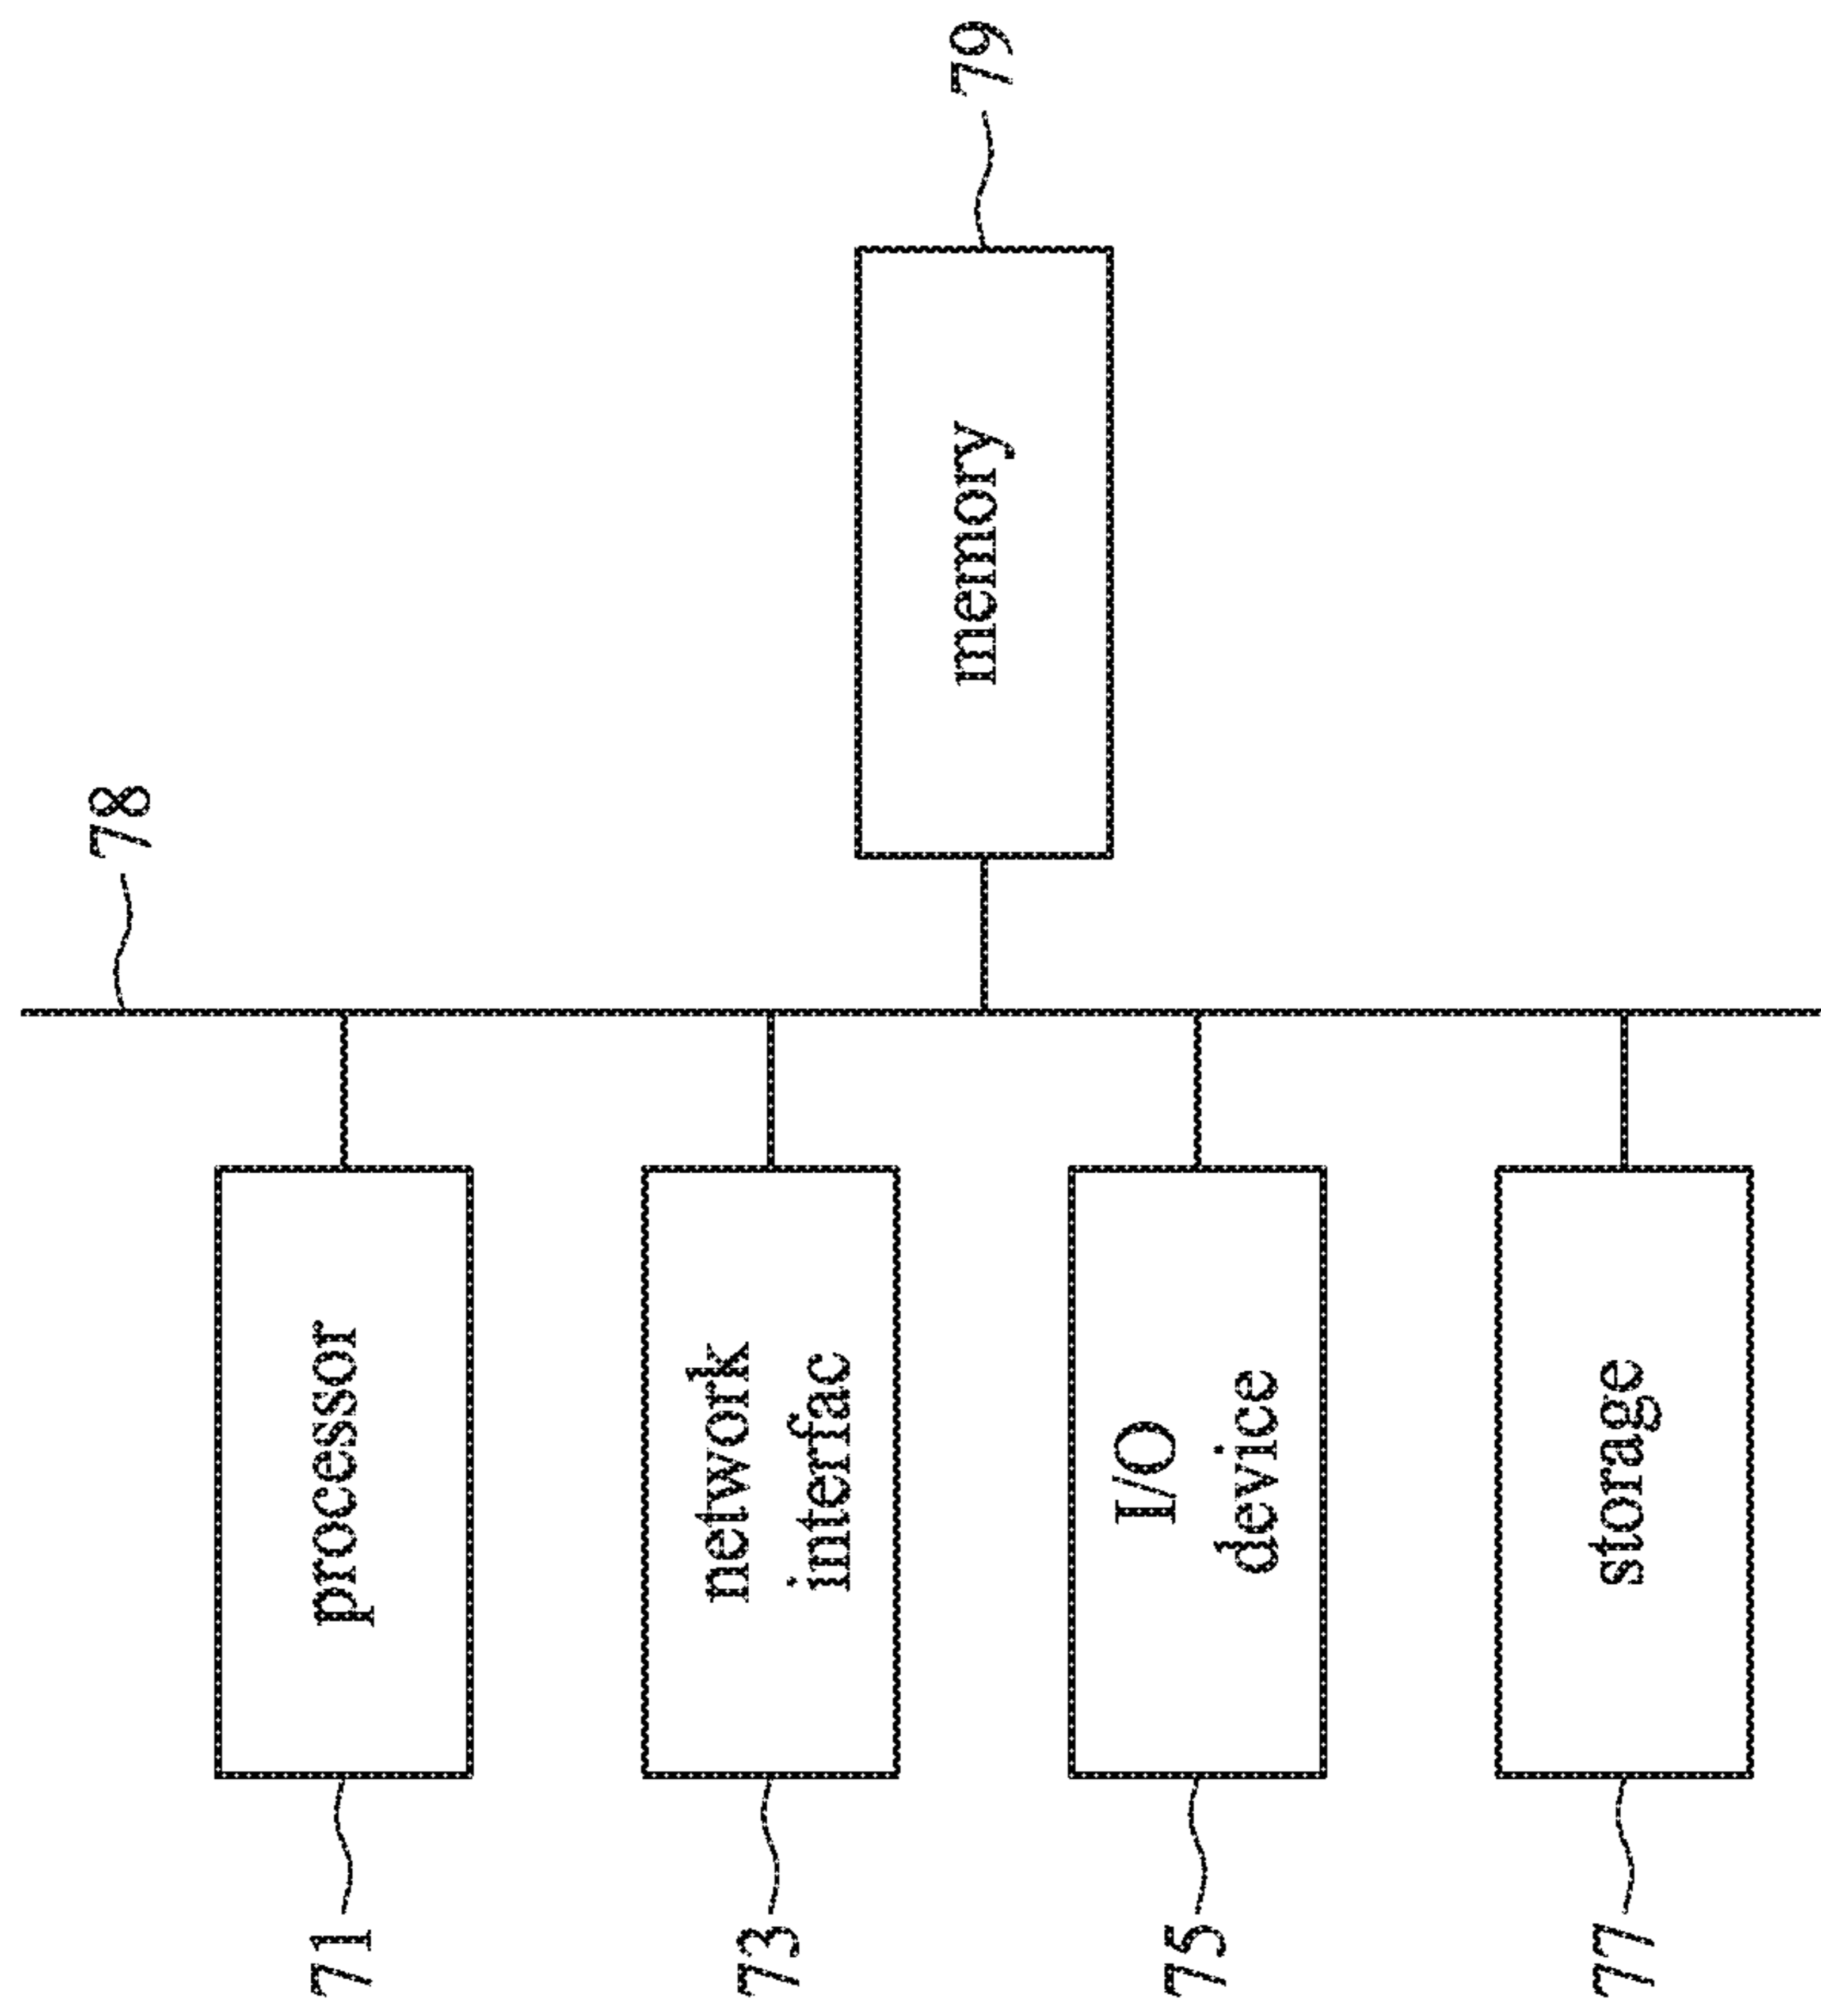 79
memory
78
processor
network
interfac
I/O
device
storage
71
73
75
77